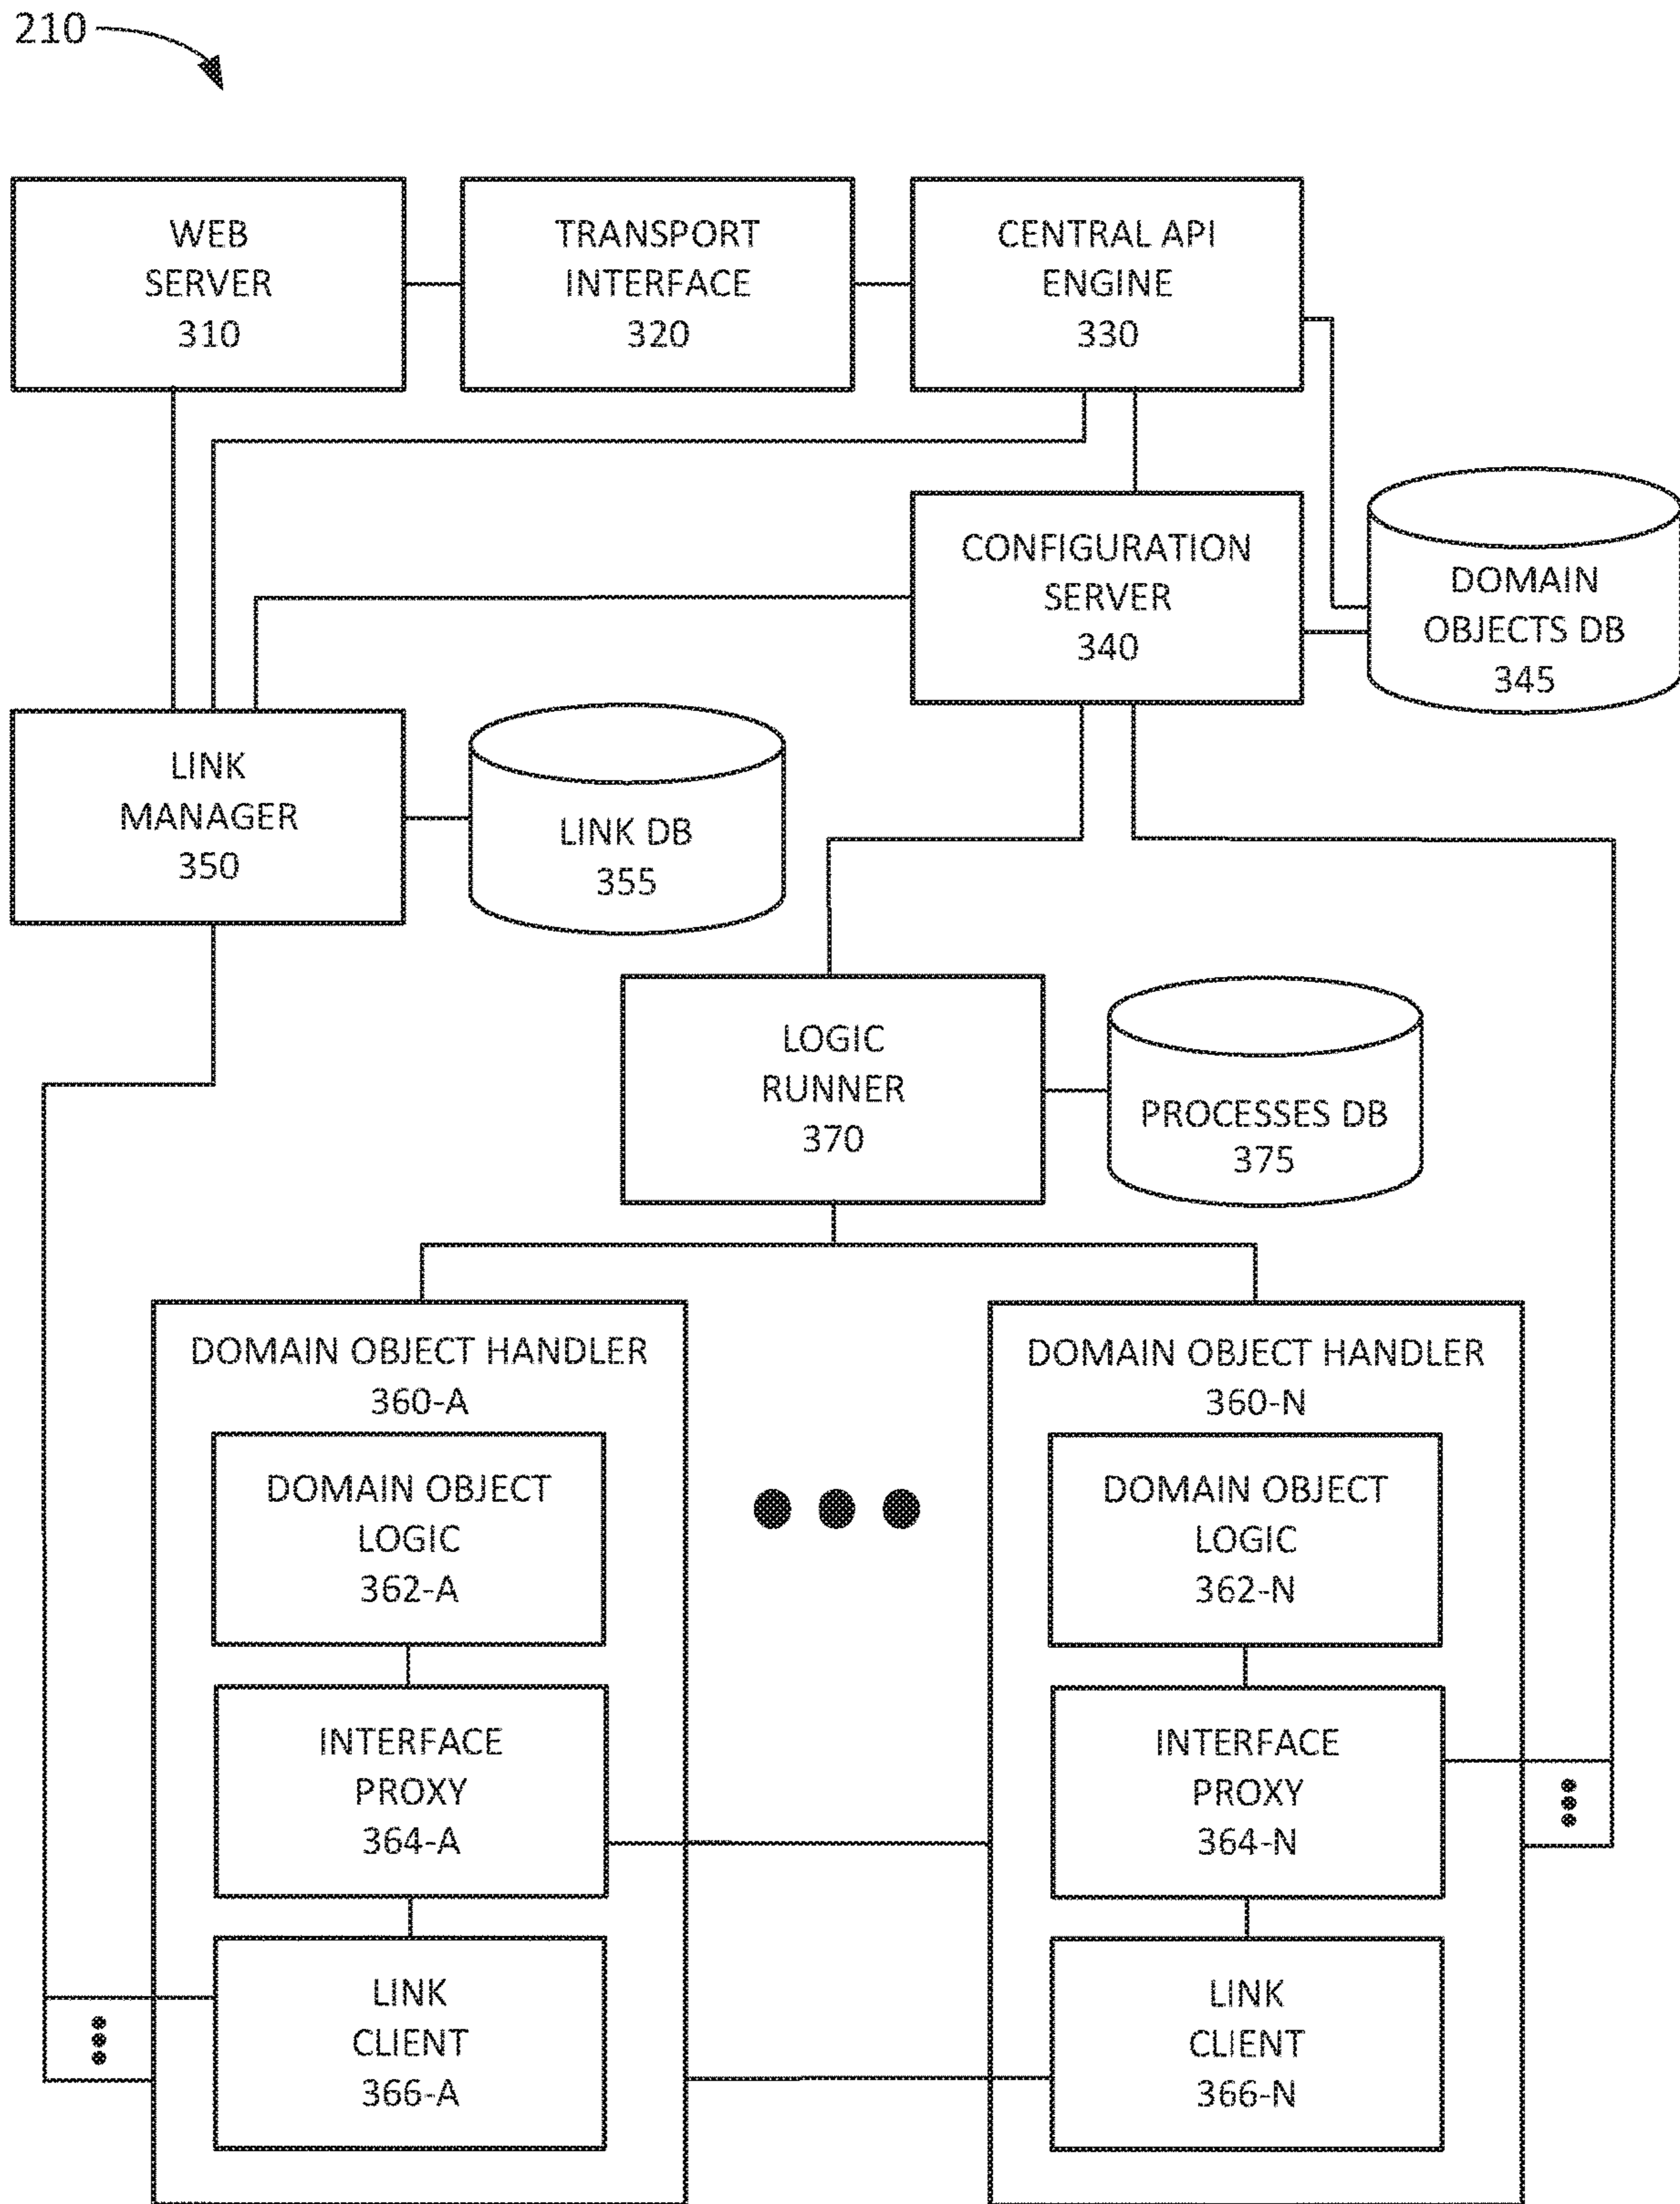 210
WEB
SERVER
310
TRANSPORT
INTERFACE
320
CENTRAL API
ENGINE
330
CONFIGURATION
SERVER
340
DOMAIN
OBJECTS DB
345
LINK
MANAGER
350
LINK DB
355
LOGIC
RUNNER
370
PROCESSES DB
375
DOMAIN OBJECT HANDLER
360-A
DOMAIN OBJECT
LOGIC
362-A
INTERFACE
PROXY
364-A
LINK
CLIENT
366-A
DOMAIN OBJECT HANDLER
360-N
DOMAIN OBJECT
LOGIC
362-N
INTERFACE
PROXY
364-N
LINK
CLIENT
366-N